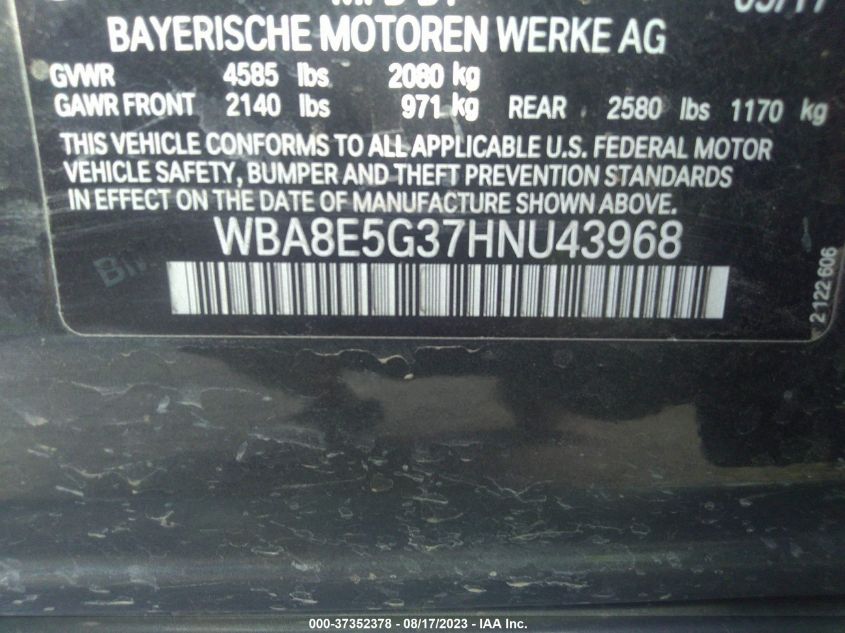 MFD BY
BAYERISCHE MOTOREN WERKE AG
GVWR 4585 lbs 2080 kg
GAWR FRONT 2140 lbs 971 kg REAR 2580 lbs 1170 kg
THIS VEHICLE CONFORMS TO ALL APPLICABLE U.S. FEDERAL MOTOR
VEHICLE SAFETY, BUMPER AND THEFT PREVENTION STANDARDS
IN EFFECT ON THE DATE OF MANUFACTURE SHOWN ABOVE.
WBA8E5G37HNU43968
2 122 606
000-37352378 - 08/17/2023 - IAA Inc.